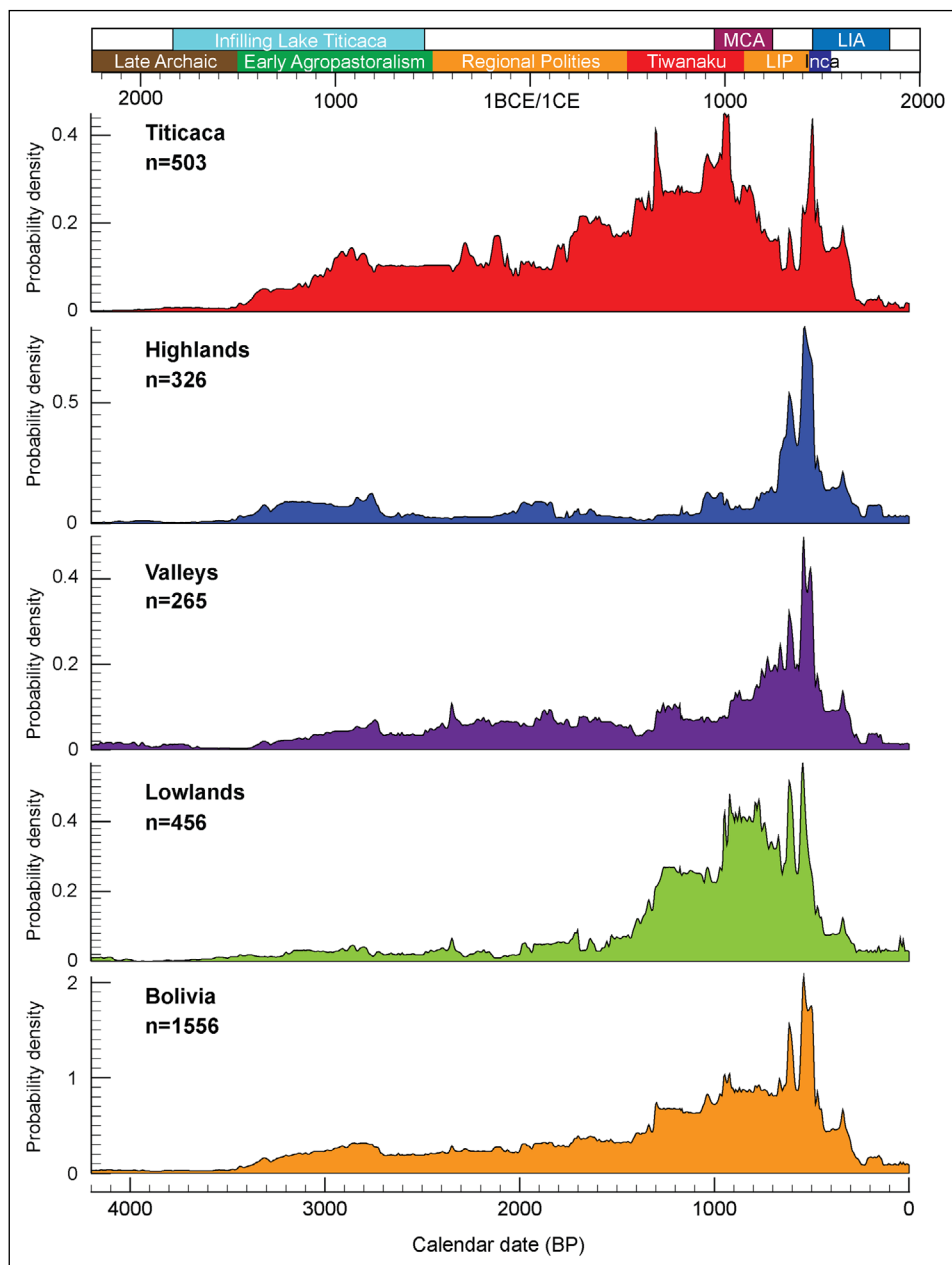 Infilling Lake Titicaca MCA LIA
Late Archaic Early Agropastoralism Regional Polities Tiwanaku LIP Inca
2000 1000 1BCE/1CE 1000 2000
Titicaca
n=503
Probability density
0.4
0.2
0
Highlands
n=326
Probability density
0.5
0
Valleys
n=265
Probability density
0.4
0.2
0
Lowlands
n=456
Probability density
0.4
0.2
0
Bolivia
n=1556
Probability density
2
1
0
4000 3000 2000 1000 0
Calendar date (BP)